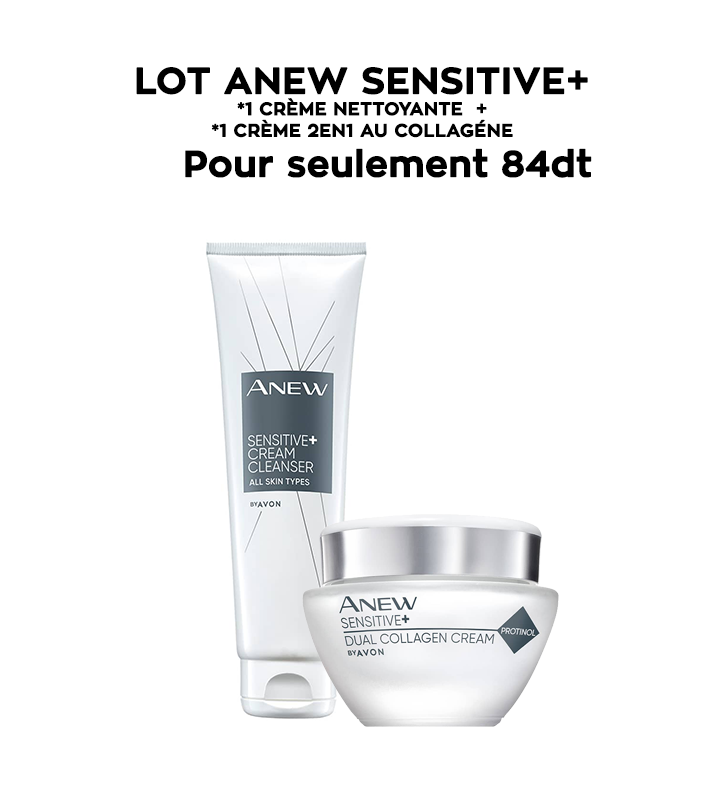 LOT ANEW SENSITIVE+
*1 CRÈME NETTOYANTE +
*1 CRÈME 2EN1 AU COLLAGÉNE
Pour seulement 84dt
ANEW
SENSITIVE+
CREAM
CLEANSER
ALL SKIN TYPES
BY AVON
ANEW
SENSITIVE+
DUAL COLLAGEN CREAM
PROTINOL
BY AVON